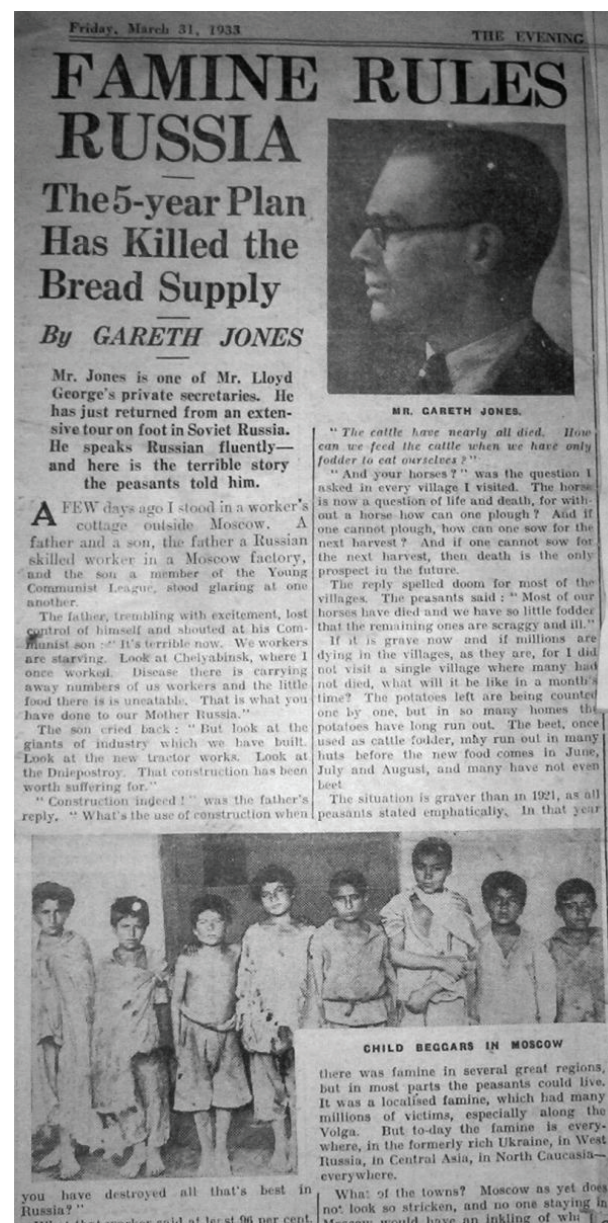 Friday, March 31, 1933
THE EVENING
FAMINE RULES
RUSSIA
The 5-year Plan
Has Killed the
Bread Supply
By GARETH JONES
Mr. Jones is one of Mr. Lloyd
George's private secretaries. He
has just returned from an exten-
sive tour on foot in Soviet Russia.
He speaks Russian fluently—
and here is the terrible story
the peasants told him.
A FEW days ago I stood in a worker's
cottage outside Moscow. A
father and a son, the father a Russian
skilled worker in a Moscow factory,
and the son a member of the Young
Communist League, stood glaring at one
another.
The father, trembling with excitement, lost
control of himself and shouted at his Com-
munist son: "It's terrible now. We workers
are starving. Look at Chelyabinsk, where I
once worked. Disease there is carrying
away numbers of us workers and the little
food there is is uneatable. That is what you
have done to our Mother Russia."
The son cried back: "But look at the
giants of industry which we have built.
Look at the new tractor works. Look at
the Dniepostroy. That construction has been
worth suffering for."
"Construction indeed!" was the father's
reply. "What's the use of construction when
you have destroyed all that's best in
Russia?"
said at least 96 per cent.
MR. GARETH JONES.
"The cattle have nearly all died. How
can we feed the cattle when we have only
fodder to eat ourselves?"
"And your horses?" was the question I
asked in every village I visited. The horse
is now a question of life and death, for with-
out a horse how can one plough? And if
one cannot plough, how can one sow for the
next harvest? And if one cannot sow for
the next harvest, then death is the only
prospect in the future.
The reply spelled doom for most of the
villages. The peasants said: "Most of our
horses have died and we have so little fodder
that the remaining ones are scraggy and ill."
If it is grave now and if millions are
dying in the villages, as they are, for I did
not visit a single village where many had
not died, what will it be like in a month's
time? The potatoes left are being counted
one by one, but in so many homes the
potatoes have long run out. The beet, once
used as cattle fodder, may run out in many
huts before the new food comes in June,
July and August, and many have not even
beet
The situation is graver than in 1921, as all
peasants stated emphatically. In that year
CHILD BEGGARS IN MOSCOW
there was famine in several great regions,
but in most parts the peasants could live.
It was a localised famine, which had many
millions of victims, especially along the
Volga. But to-day the famine is every-
where, in the formerly rich Ukraine, in West
Russia, in Central Asia, in North Caucasia—
everywhere.
What of the towns? Moscow as yet does
not look so stricken, and no one staying in
Moscow would have an inkling of